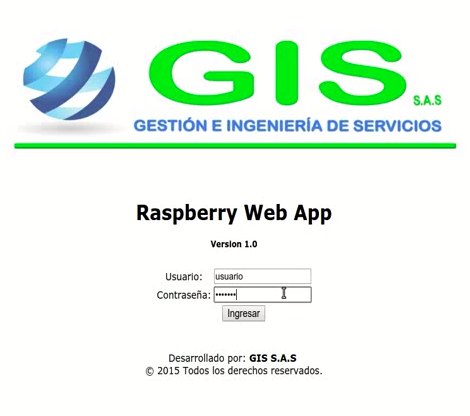 GIS S.A.S
GESTIÓN E INGENIERÍA DE SERVICIOS
Raspberry Web App
Version 1.0
Usuario: usuario
Contraseña: •••••••
Ingresar
Desarrollado por: GIS S.A.S
© 2015 Todos los derechos reservados.